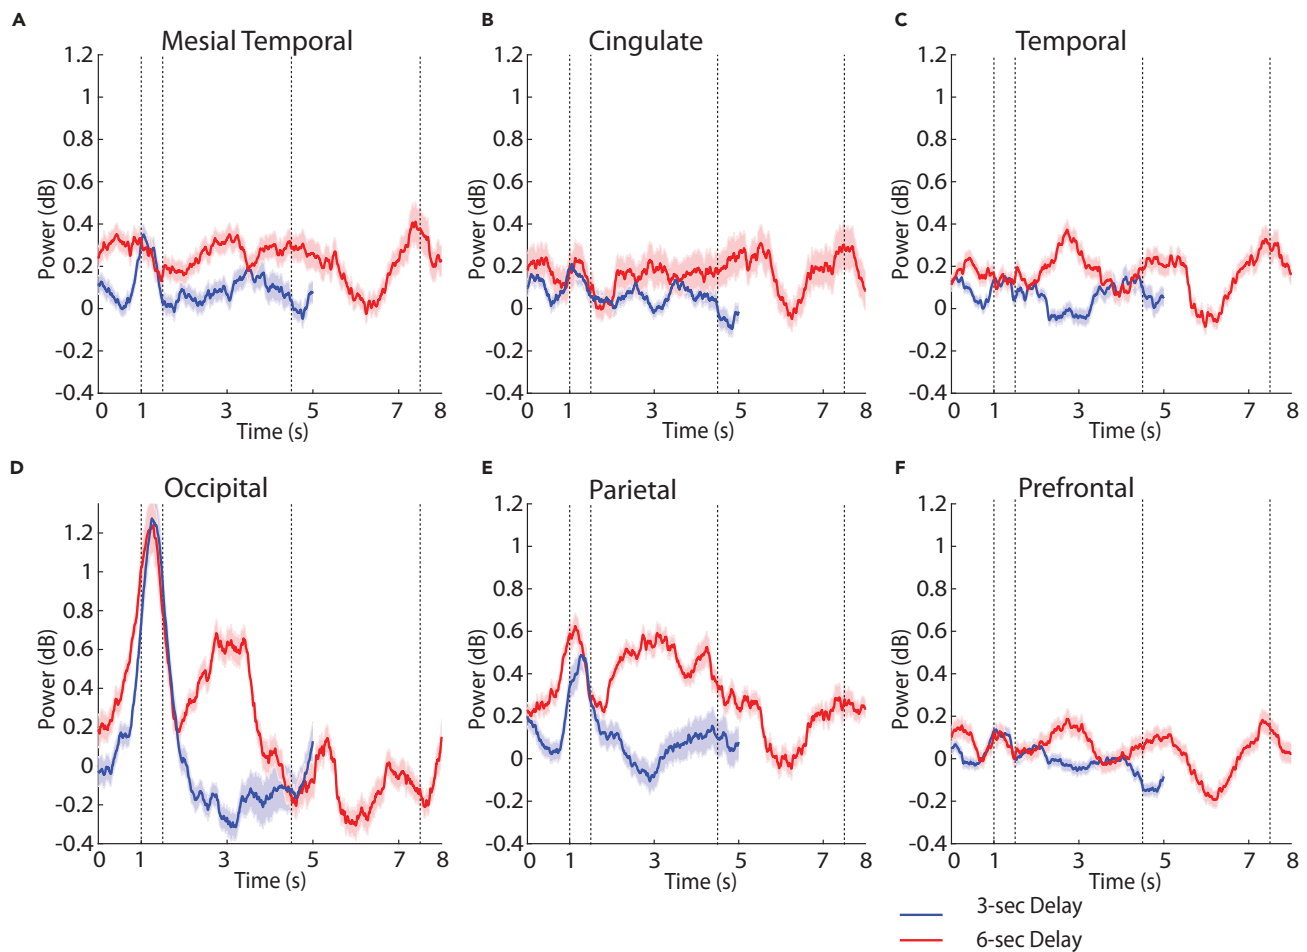 A
Mesial Temporal
1.2
1
0.8
0.6
0.4
0.2
0
-0.2
-0.4
Power (dB)
0 1 3 5 7 8
Time (s)
B
Cingulate
1.2
1
0.8
0.6
0.4
0.2
0
-0.2
-0.4
Power (dB)
0 1 3 5 7 8
Time (s)
C
Temporal
1.2
1
0.8
0.6
0.4
0.2
0
-0.2
-0.4
Power (dB)
0 1 3 5 7 8
Time (s)
D
Occipital
1.2
1
0.8
0.6
0.4
0.2
0
-0.2
-0.4
Power (dB)
0 1 3 5 7 8
Time (s)
E
Parietal
1.2
1
0.8
0.6
0.4
0.2
0
-0.2
-0.4
Power (dB)
0 1 3 5 7 8
Time (s)
F
Prefrontal
1.2
1
0.8
0.6
0.4
0.2
0
-0.2
-0.4
Power (dB)
0 1 3 5 7 8
Time (s)
3-sec Delay
6-sec Delay